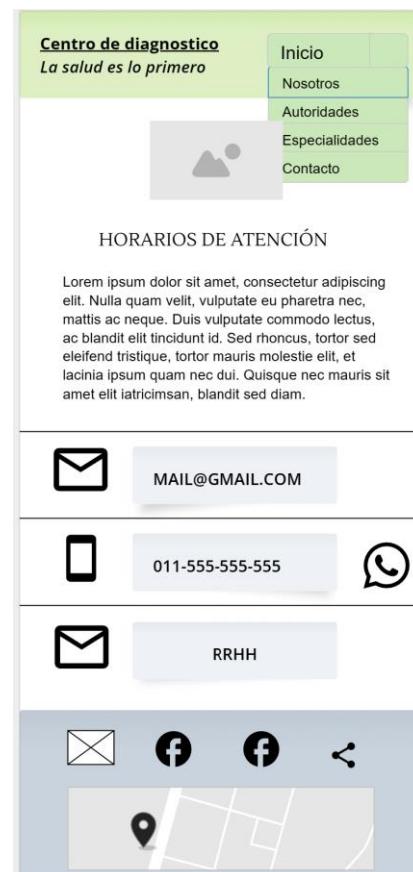 Centro de diagnostico
La salud es lo primero
Inicio
Nosotros
Autoridades
Especialidades
Contacto
HORARIOS DE ATENCIÓN
Lorem ipsum dolor sit amet, consectetur adipiscing
elit. Nulla quam velit, vulputate eu pharetra nec,
mattis ac neque. Duis vulputate commodo lectus,
ac blandit elit tincidunt id. Sed rhoncus, tortor sed
eleifend tristique, tortor mauris molestie elit, et
lacinia ipsum quam nec dui. Quisque nec mauris sit
amet elit iatricimsan, blandit sed diam.
MAIL@GMAIL.COM
011-555-555-555
RRHH